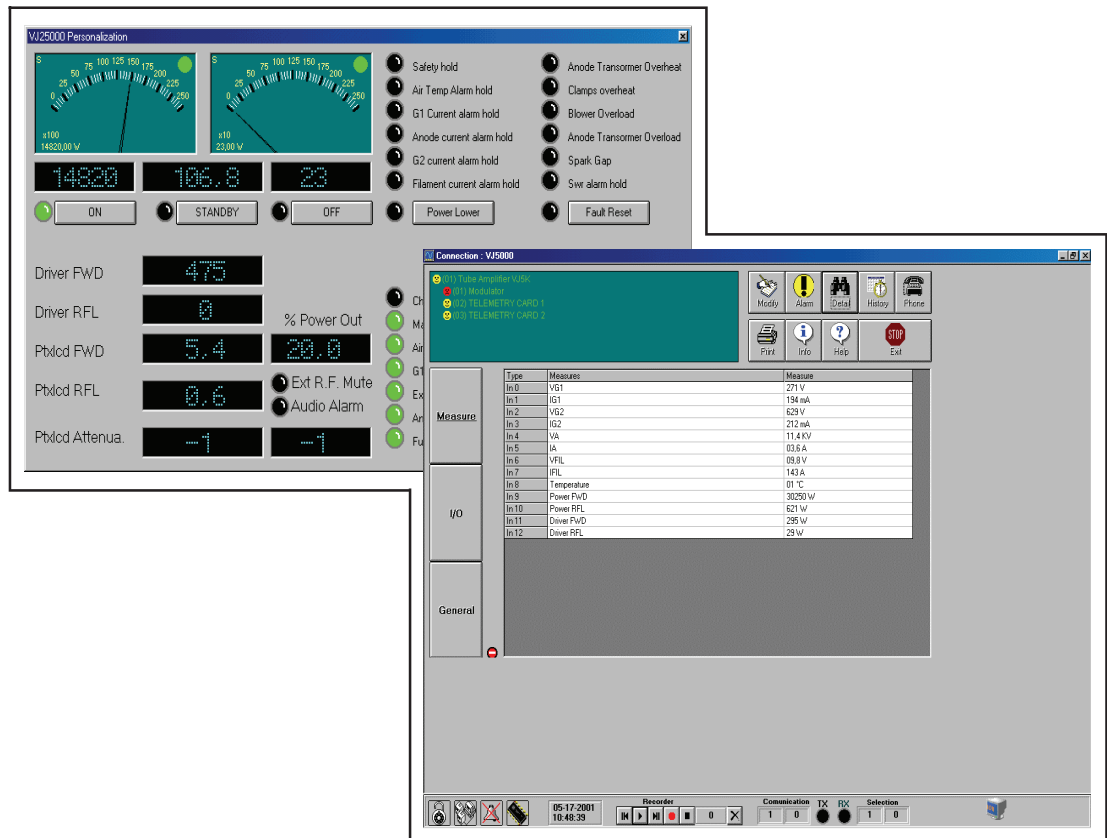 VJ25000 Personalization
S
0 25 50 75 100 125 150 175 200 225 250
x100
14820,00 W
S
0 25 50 75 100 125 150 175 200 225 250
x10
23,00 W
14820 106.8 23
ON STANDBY OFF
Safety hold
Air Temp Alarm hold
G1 Current alarm hold
Anode current alarm hold
G2 current alarm hold
Filament current alarm hold
Power Lower
Anode Transormer Overheat
Clamps overheat
Blower Overload
Anode Transormer Overload
Spark Gap
Swr alarm hold
Fault Reset
Driver FWD 475
Driver RFL 0
% Power Out
Ptxlcd FWD 5.4 20.0
Ptxlcd RFL 0.6
Ext R.F. Mute
Audio Alarm
Ptxlcd Attenua. -1 -1
Ch
Ma
Air
G1
Ex
An
Fu
Connection : VJ5000
(01) Tube Amplifier VJ5K
(01) Modulator
(02) TELEMETRY CARD 1
(03) TELEMETRY CARD 2
Modify Alarm Detail History Phone
Print Info Help STOP Exit
Measure
I/O
General
Type Measures Measure
In 0 VG1 271 V
In 1 IG1 194 mA
In 2 VG2 629 V
In 3 IG2 212 mA
In 4 VA 11,4 KV
In 5 IA 03,6 A
In 6 VFIL 09,8 V
In 7 IFIL 143 A
In 8 Temperature 01 °C
In 9 Power FWD 30250 W
In 10 Power RFL 621 W
In 11 Driver FWD 295 W
In 12 Driver RFL 29 W
05-17-2001
10:48:39
Recorder
0
Comunication
1 0
TX RX
Selection
1 0